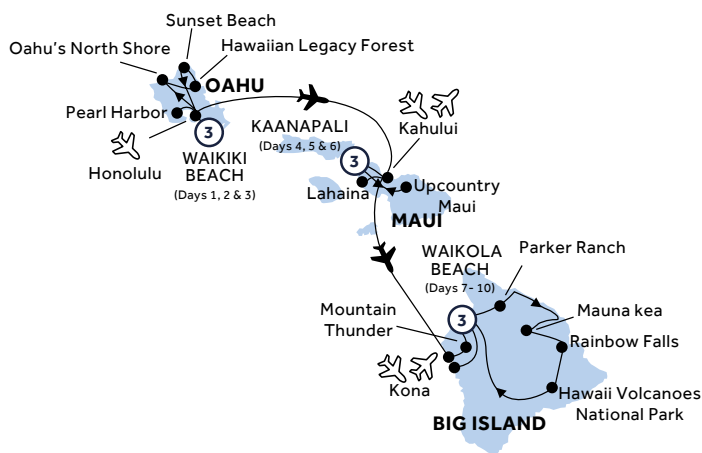 Sunset Beach
Oahu's North Shore
Hawaiian Legacy Forest
OAHU
Pearl Harbor
3
Honolulu
WAIKIKI
BEACH
(Days 1, 2 & 3)
KAANAPALI
(Days 4, 5 & 6)
3
Kahului
Lahaina
Upcountry
Maui
MAUI
WAIKOLA
BEACH
(Days 7- 10)
Parker Ranch
Mountain
Thunder
3
Mauna kea
Rainbow Falls
Kona
Hawaii Volcanoes
National Park
BIG ISLAND